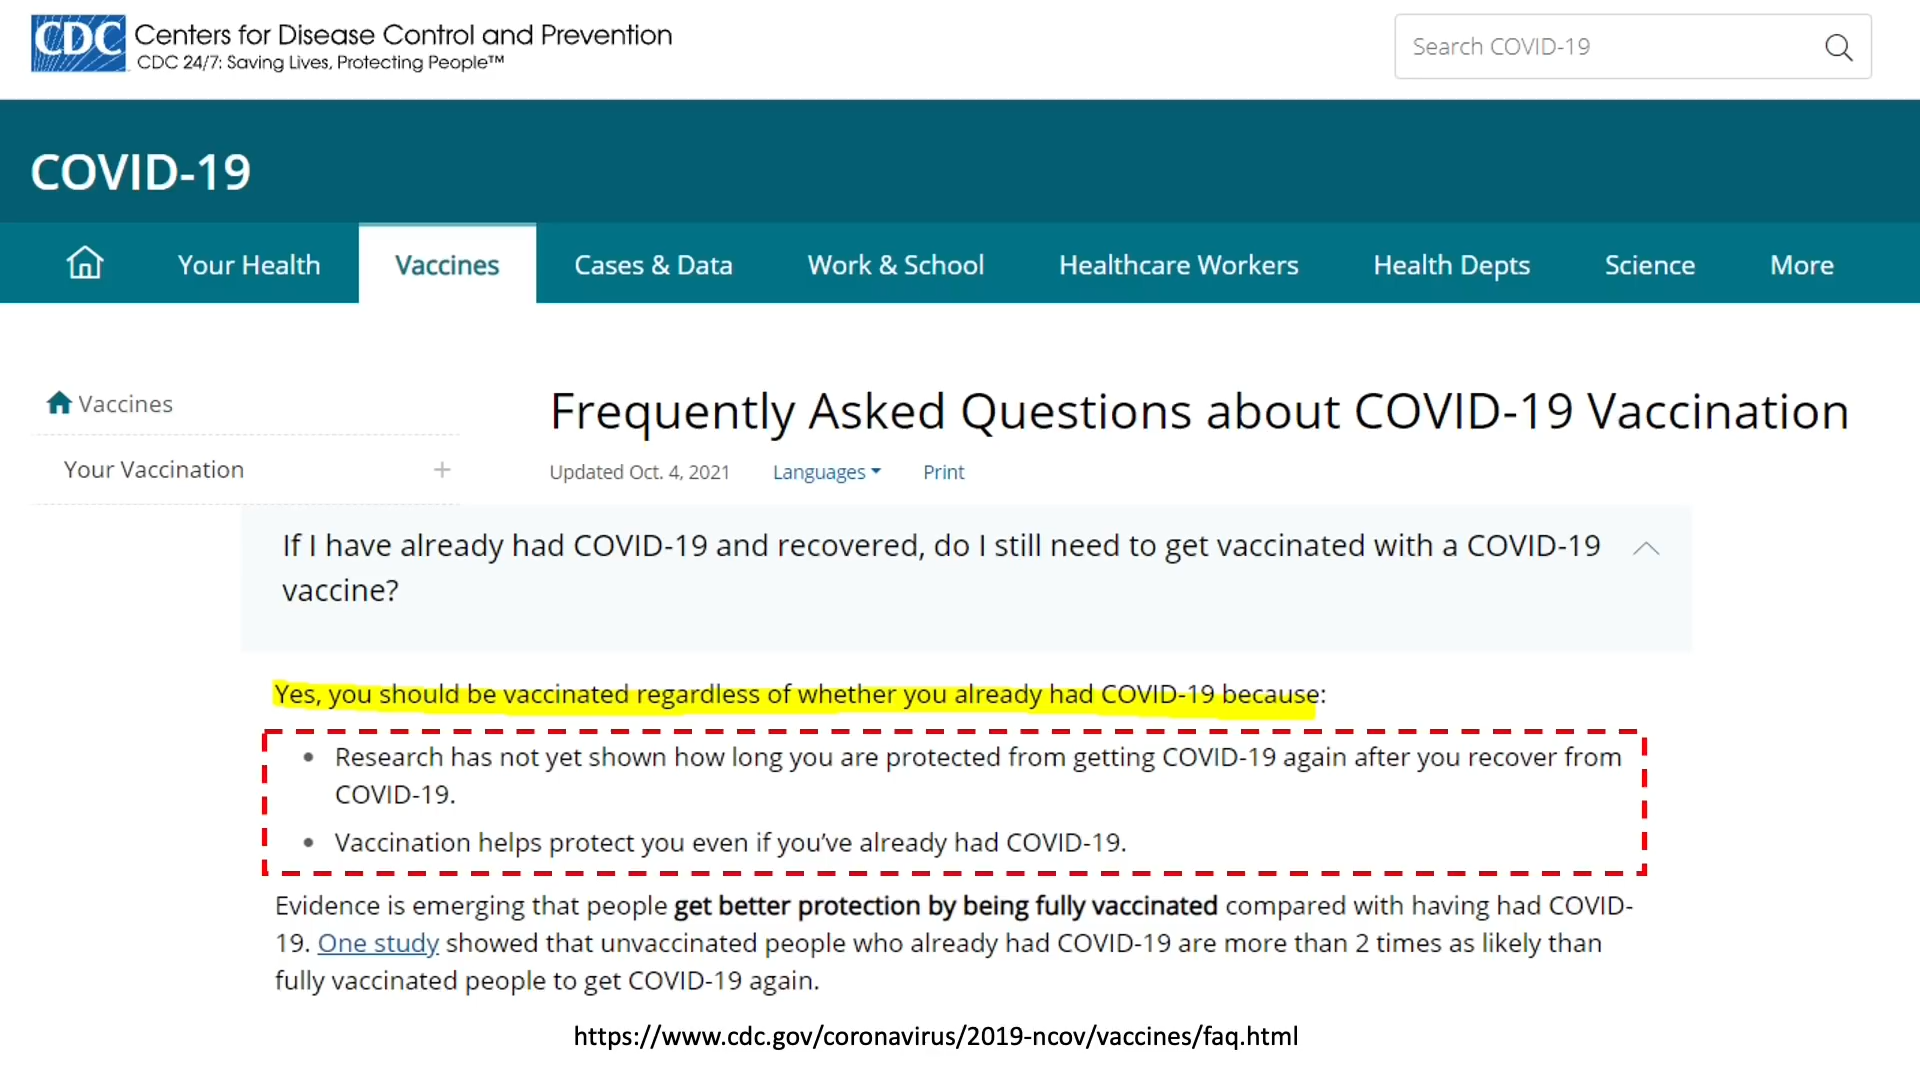 CDC Centers for Disease Control and Prevention
CDC 24/7: Saving Lives, Protecting People™
Search COVID-19
COVID-19
Your Health Vaccines Cases & Data Work & School Healthcare Workers Health Depts Science More
Vaccines
Your Vaccination +
Frequently Asked Questions about COVID-19 Vaccination
Updated Oct. 4, 2021 Languages Print
If I have already had COVID-19 and recovered, do I still need to get vaccinated with a COVID-19
vaccine?
Yes, you should be vaccinated regardless of whether you already had COVID-19 because:
• Research has not yet shown how long you are protected from getting COVID-19 again after you recover from
COVID-19.
• Vaccination helps protect you even if you’ve already had COVID-19.
Evidence is emerging that people get better protection by being fully vaccinated compared with having had COVID-
19. One study showed that unvaccinated people who already had COVID-19 are more than 2 times as likely than
fully vaccinated people to get COVID-19 again.
https://www.cdc.gov/coronavirus/2019-ncov/vaccines/faq.html